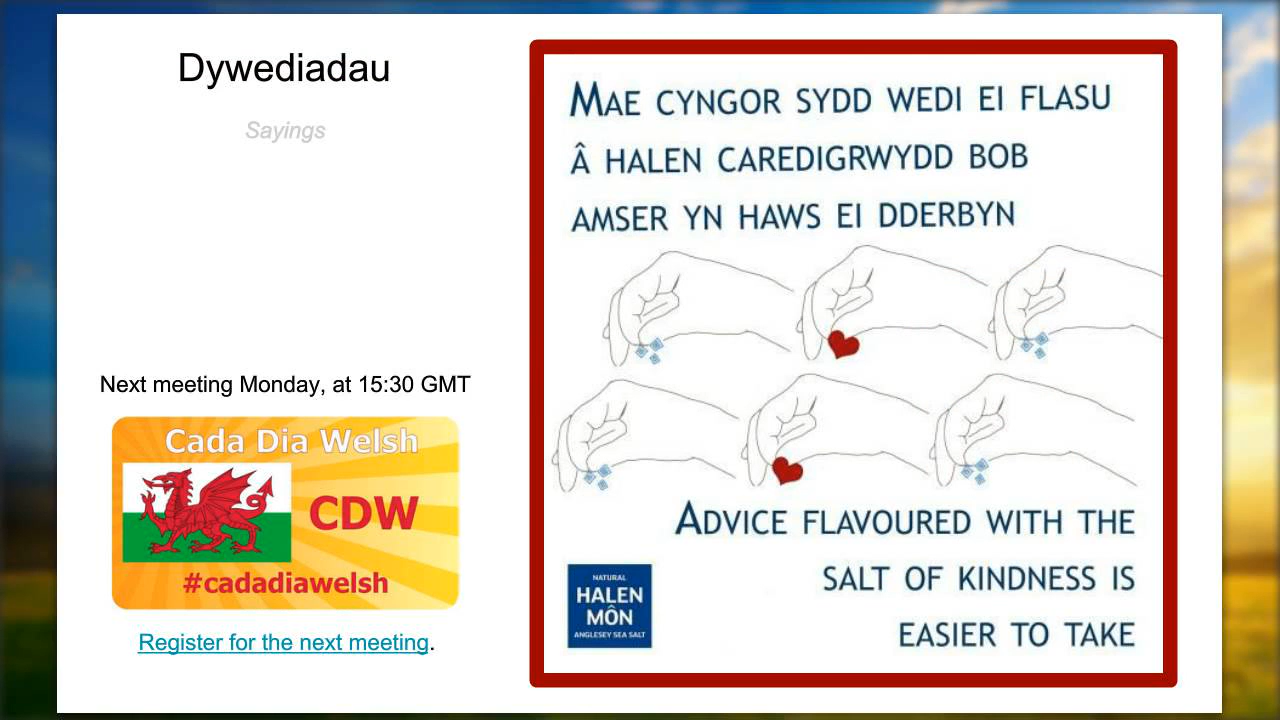 Dywediadau
Sayings
Next meeting Monday, at 15:30 GMT
Cada Dia Welsh
CDW
#cadadiawelsh
Register for the next meeting.
MAE CYNGOR SYDD WEDI EI FLASU
Â HALEN CAREDIGRWYDD BOB
AMSER YN HAWS EI DDERBYN
ADVICE FLAVOURED WITH THE
SALT OF KINDNESS IS
EASIER TO TAKE
NATURAL
HALEN
MÔN
ANGLESEY SEA SALT